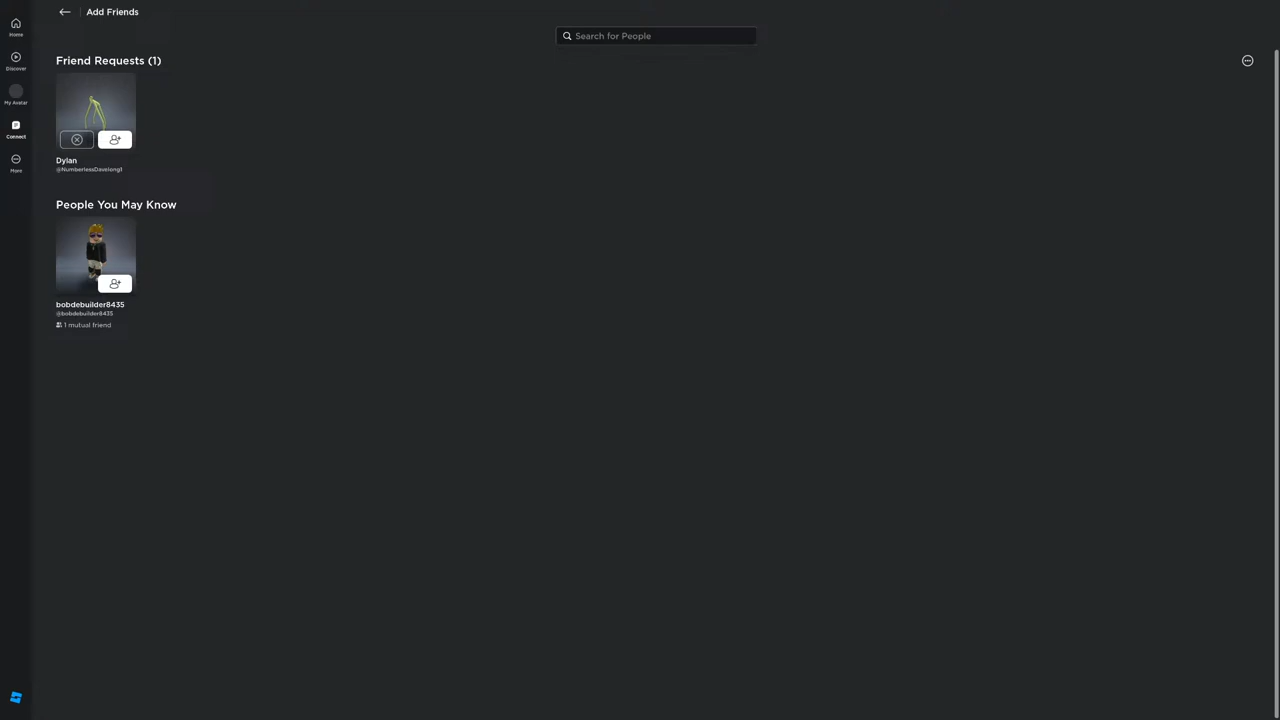 Add Friends
Home
Search for People
Discover
Friend Requests (1)
My Avatar
Connect
More
Dylan
@NumberlessDavelong1
People You May Know
bobdebuilder8435
@bobdebuilder8435
1 mutual friend